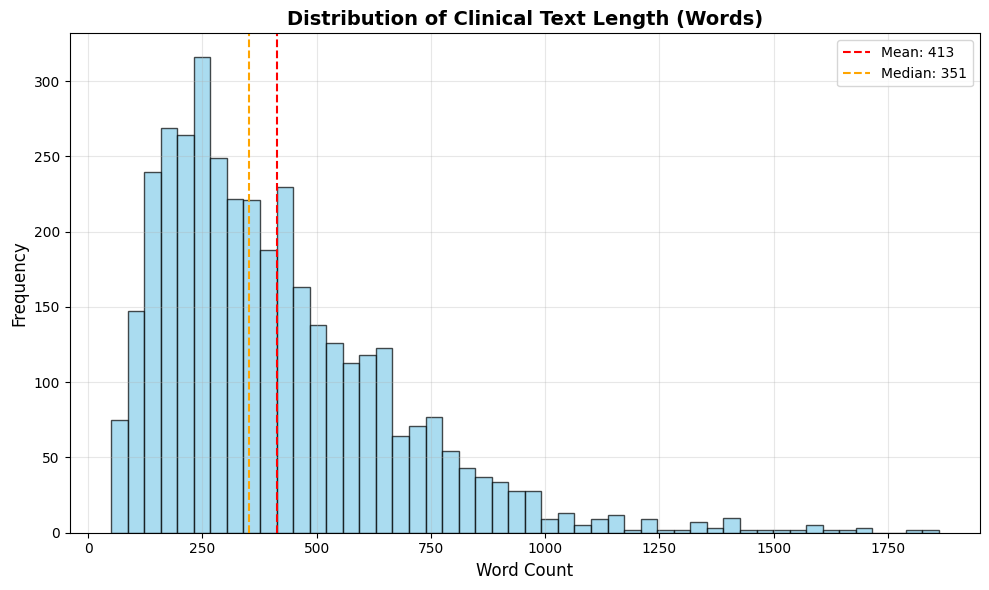 Distribution of Clinical Text Length (Words)
Mean: 413
Median: 351
300
250
200
150
100
50
0
Frequency
0 250 500 750 1000 1250 1500 1750
Word Count